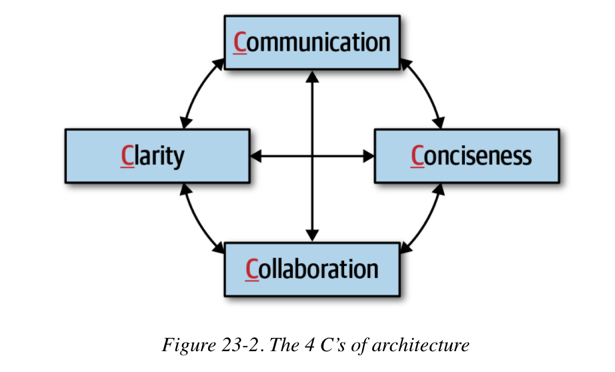 Communication
Clarity
Conciseness
Collaboration
Figure 23-2. The 4 C’s of architecture